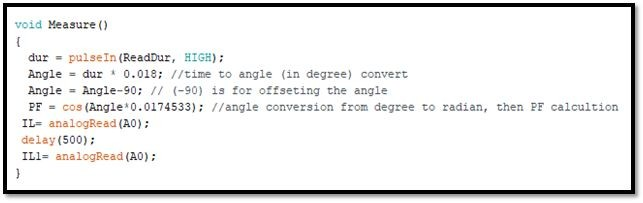 void Measure()
{
dur = pulseIn(ReadDur, HIGH);
Angle = dur * 0.018; //time to angle (in degree) convert
Angle = Angle-90; // (-90) is for offseting the angle
PF = cos(Angle*0.0174533); //angle conversion from degree to radian, then PF calcultion
IL= analogRead(A0);
delay(500);
IL1= analogRead(A0);
}